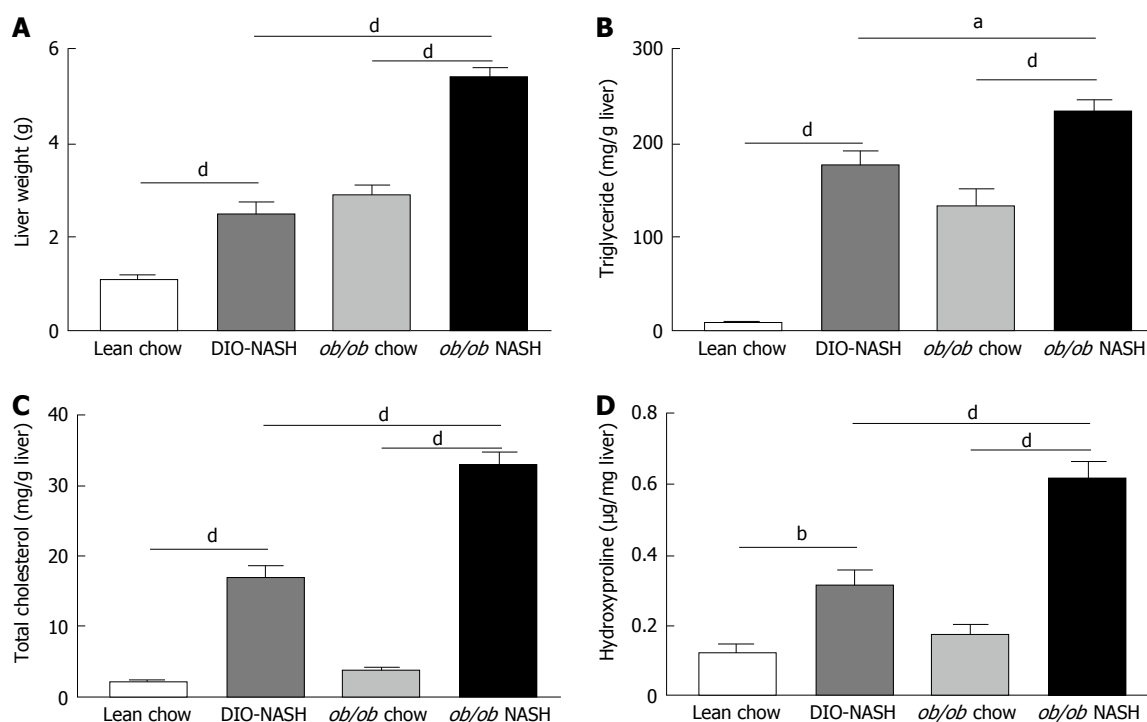 A
d
d
d
6
4
2
0
Liver weight (g)
Lean chow DIO-NASH ob/ob chow ob/ob NASH
B
a
d
d
300
200
100
0
Triglyceride (mg/g liver)
Lean chow DIO-NASH ob/ob chow ob/ob NASH
C
d
d
d
40
30
20
10
0
Total cholesterol (mg/g liver)
Lean chow DIO-NASH ob/ob chow ob/ob NASH
D
d
d
b
0.8
0.6
0.4
0.2
0
Hydroxyproline (µg/mg liver)
Lean chow DIO-NASH ob/ob chow ob/ob NASH